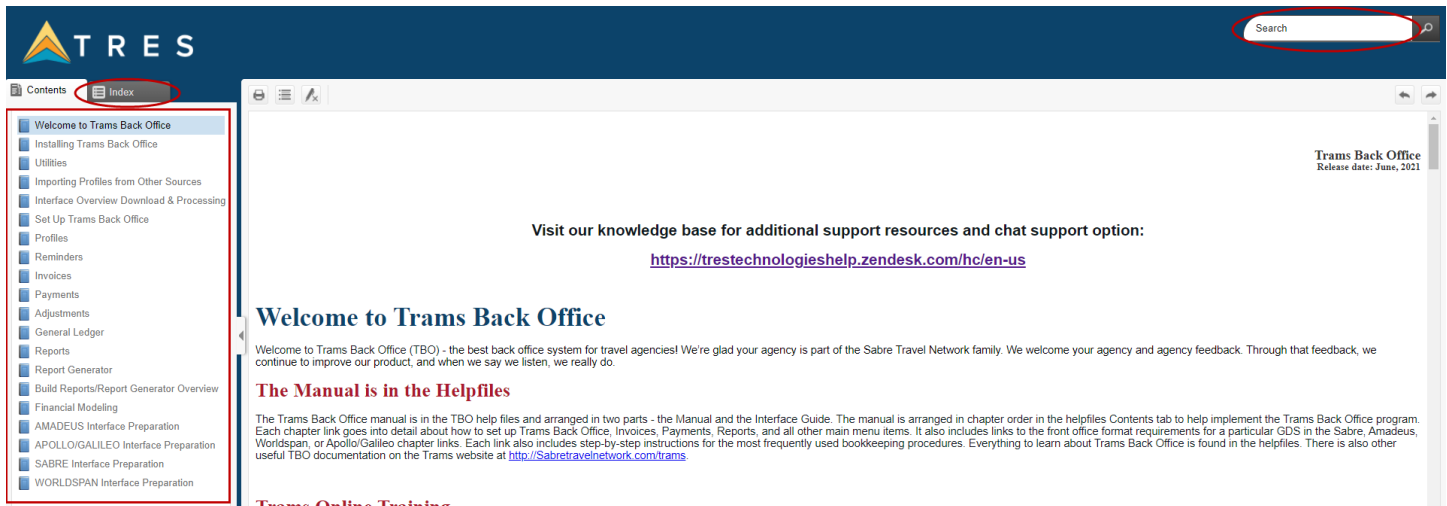 TRES
Search
Contents
Index
Welcome to Trams Back Office
Installing Trams Back Office
Utilities
Importing Profiles from Other Sources
Interface Overview Download & Processing
Set Up Trams Back Office
Profiles
Reminders
Invoices
Payments
Adjustments
General Ledger
Reports
Report Generator
Build Reports/Report Generator Overview
Financial Modeling
AMADEUS Interface Preparation
APOLLO/GALILEO Interface Preparation
SABRE Interface Preparation
WORLDSPAN Interface Preparation
Trams Back Office
Release date: June, 2021
Visit our knowledge base for additional support resources and chat support option:
https://trestechnologieshelp.zendesk.com/hc/en-us
Welcome to Trams Back Office
Welcome to Trams Back Office (TBO) - the best back office system for travel agencies! We're glad your agency is part of the Sabre Travel Network family. We welcome your agency and agency feedback. Through that feedback, we
continue to improve our product, and when we say we listen, we really do.
The Manual is in the Helpfiles
The Trams Back Office manual is in the TBO help files and arranged in two parts - the Manual and the Interface Guide. The manual is arranged in chapter order in the helpfiles Contents tab to help implement the Trams Back Office program.
Each chapter link goes into detail about how to set up Trams Back Office, Invoices, Payments, Reports, and all other main menu items. It also includes links to the front office format requirements for a particular GDS in the Sabre, Amadeus,
Worldspan, or Apollo/Galileo chapter links. Each link also includes step-by-step instructions for the most frequently used bookkeeping procedures. Everything to learn about Trams Back Office is found in the helpfiles. There is also other
useful TBO documentation on the Trams website at http://Sabretravelnetwork.com/trams.
Trams Online Training